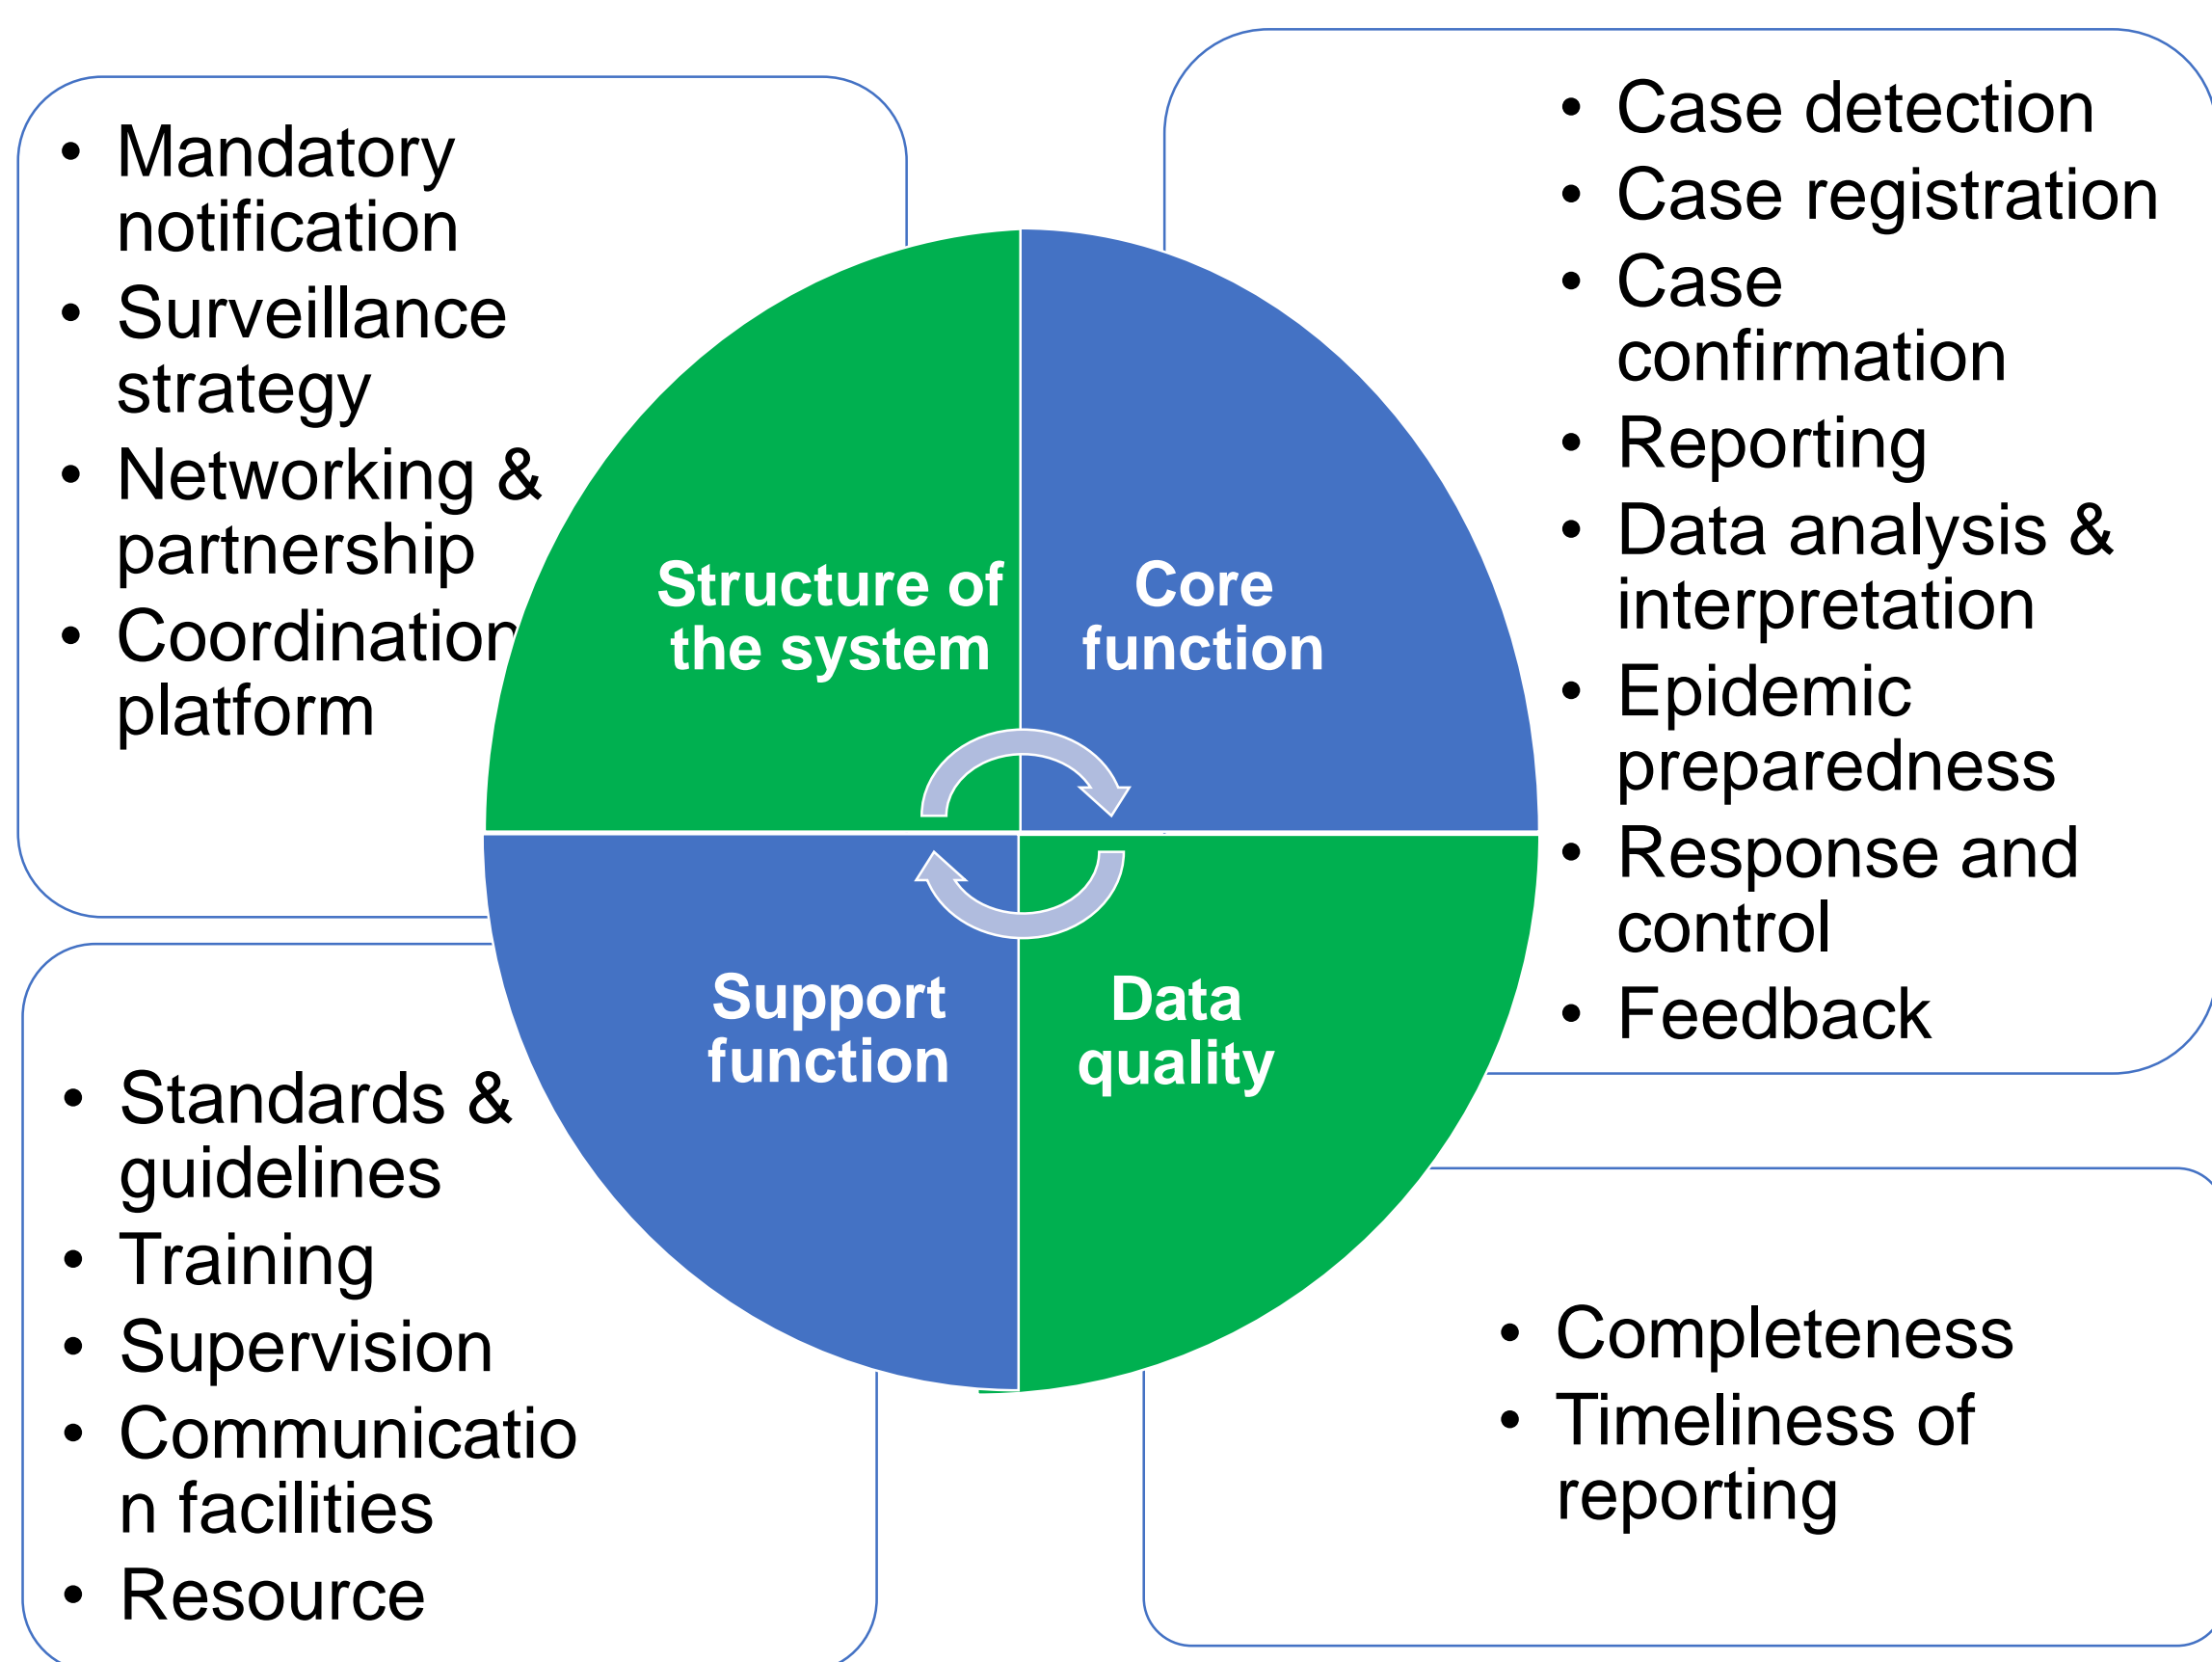 • Mandatory
notification
• Surveillance
strategy
• Networking &
partnership
• Coordination
platform
• Case detection
• Case registration
• Case
confirmation
• Reporting
• Data analysis &
interpretation
• Epidemic
preparedness
• Response and
control
• Feedback
Structure of
the system
Core
function
Support
function
Data
quality
• Standards &
guidelines
• Training
• Supervision
• Communicatio
n facilities
• Resource
• Completeness
• Timeliness of
reporting